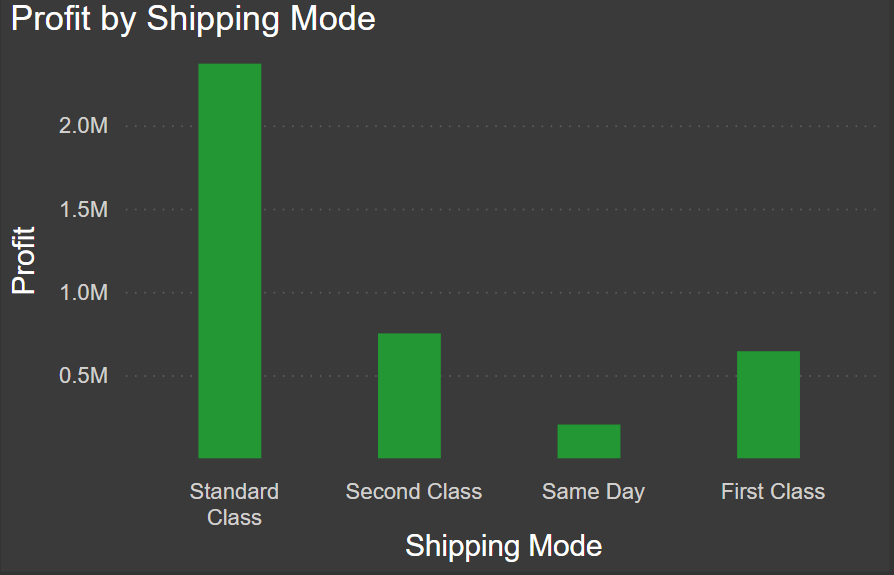 Profit by Shipping Mode
2.0M
1.5M
1.0M
0.5M
Profit
Standard
Class
Second Class
Same Day
First Class
Shipping Mode